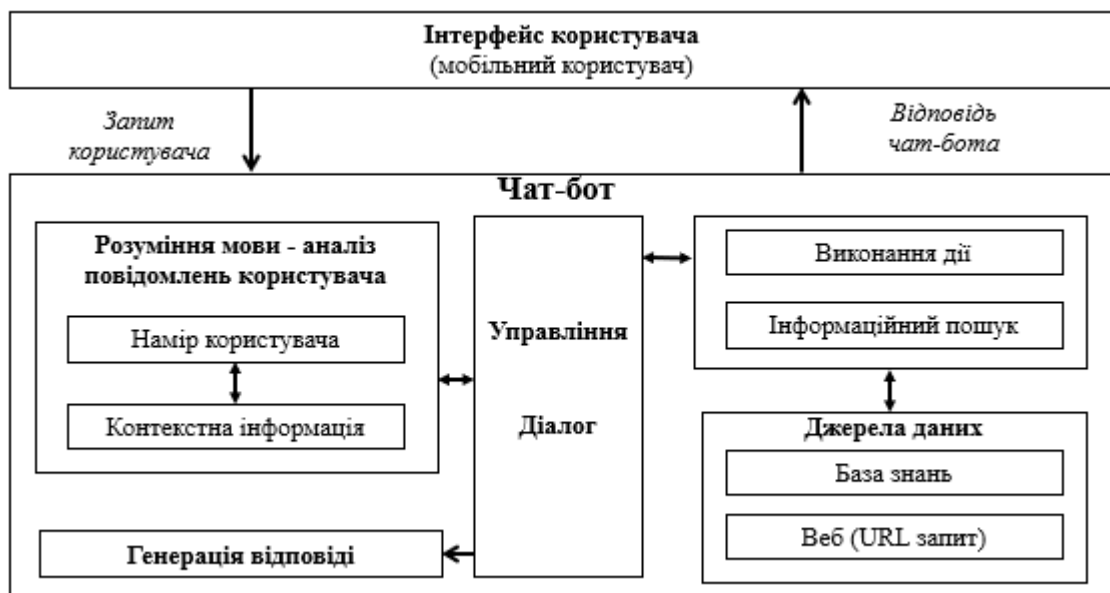 Інтерфейс користувача
(мобільний користувач)
Запит
користувача
Відповідь
чат-бота
Чат-бот
Розуміння мови - аналіз
повідомлень користувача
Намір користувача
Контекстна інформація
Генерація відповіді
Управління
Діалог
Виконання дії
Інформаційний пошук
Джерела даних
База знань
Веб (URL запит)